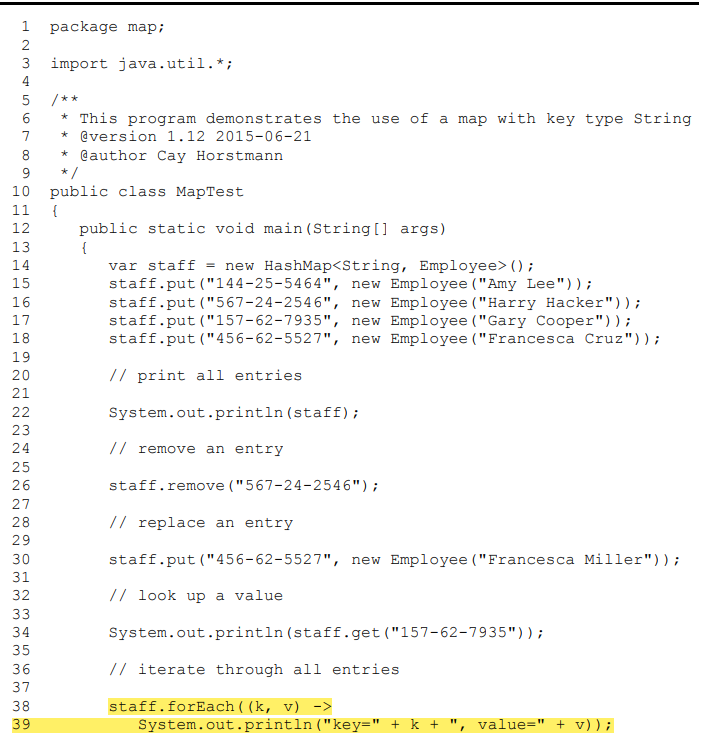 1 package map;
2
3 import java.util.*;
4
5 /**
6 * This program demonstrates the use of a map with key type String
7 * @version 1.12 2015-06-21
8 * @author Cay Horstmann
9 */
10 public class MapTest
11 {
12 public static void main(String[] args)
13 {
14 var staff = new HashMap<String, Employee>();
15 staff.put("144-25-5464", new Employee("Amy Lee"));
16 staff.put("567-24-2546", new Employee("Harry Hacker"));
17 staff.put("157-62-7935", new Employee("Gary Cooper"));
18 staff.put("456-62-5527", new Employee("Francesca Cruz"));
19
20 // print all entries
21
22 System.out.println(staff);
23
24 // remove an entry
25
26 staff.remove("567-24-2546");
27
28 // replace an entry
29
30 staff.put("456-62-5527", new Employee("Francesca Miller"));
31
32 // look up a value
33
34 System.out.println(staff.get("157-62-7935"));
35
36 // iterate through all entries
37
38 staff.forEach((k, v) ->
39 System.out.println("key=" + k + ", value=" + v));